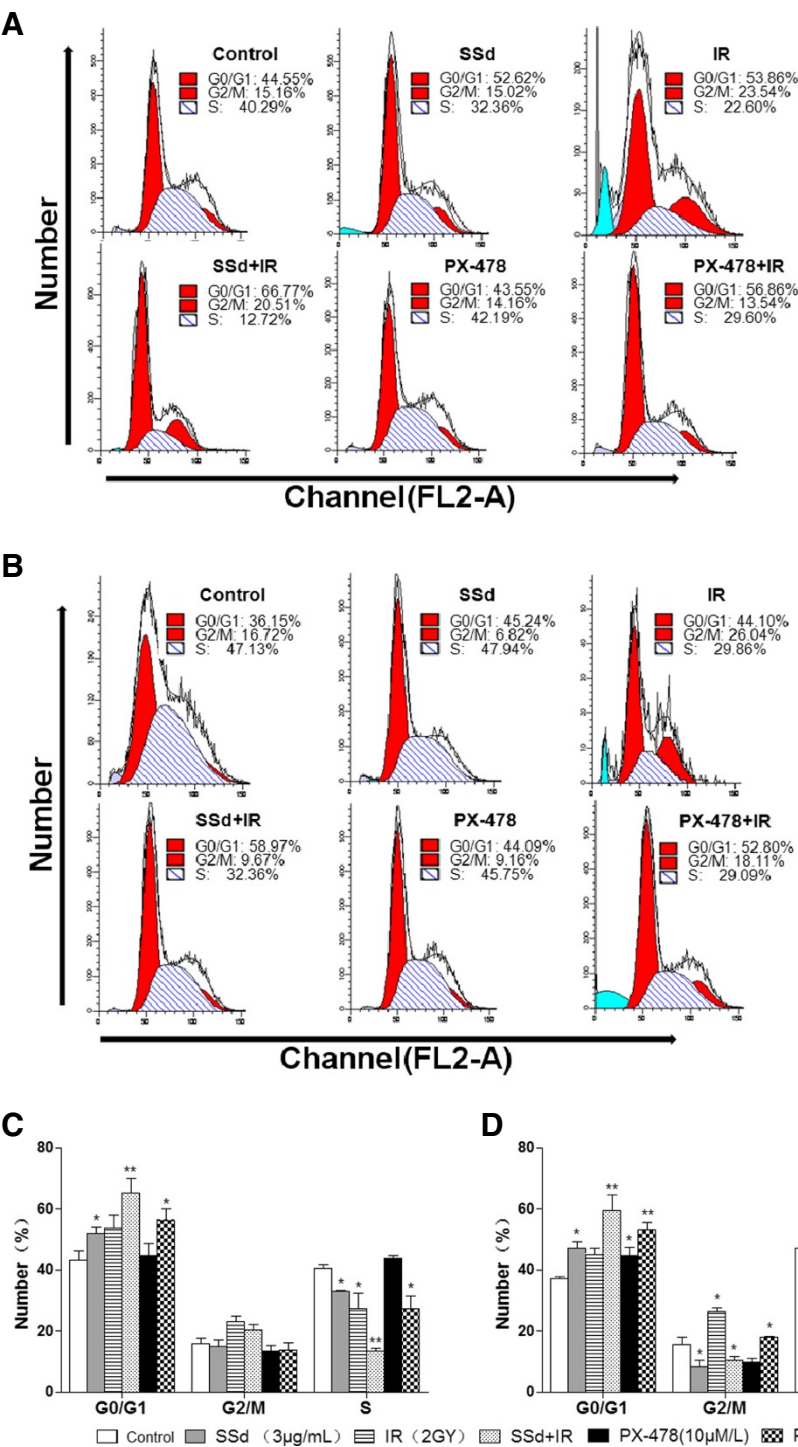 A
Control
G0/G1: 44.55%
G2/M: 15.16%
S: 40.29%
SSd
G0/G1: 52.62%
G2/M: 15.02%
S: 32.36%
IR
G0/G1: 53.86%
G2/M: 23.54%
S: 22.60%
SSd+IR
G0/G1: 66.77%
G2/M: 20.51%
S: 12.72%
PX-478
G0/G1: 43.55%
G2/M: 14.16%
S: 42.19%
PX-478+IR
G0/G1: 56.86%
G2/M: 13.54%
S: 29.60%
Number
Channel(FL2-A)
B
Control
G0/G1: 36.15%
G2/M: 16.72%
S: 47.13%
SSd
G0/G1: 45.24%
G2/M: 6.82%
S: 47.94%
IR
G0/G1: 44.10%
G2/M: 26.04%
S: 29.86%
SSd+IR
G0/G1: 58.97%
G2/M: 9.67%
S: 32.36%
PX-478
G0/G1: 44.09%
G2/M: 9.16%
S: 45.75%
PX-478+IR
G0/G1: 52.80%
G2/M: 18.11%
S: 29.09%
Number
Channel(FL2-A)
C
Number (%)
80
60
40
20
0
* ** *
* * ** *
G0/G1 G2/M S
D
Number (%)
80
60
40
20
0
* ** * **
* * * *
G0/G1 G2/M
Control SSd (3μg/mL) IR (2GY) SSd+IR PX-478(10μM/L)